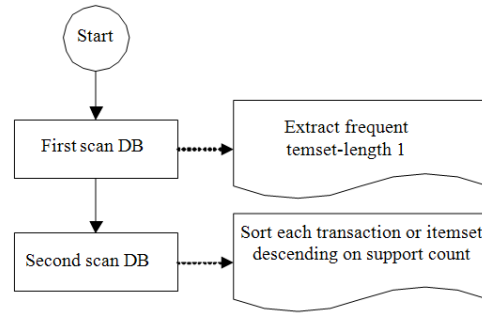 Start
First scan DB
Extract frequent
temset-length 1
Second scan DB
Sort each transaction or itemset
descending on support count